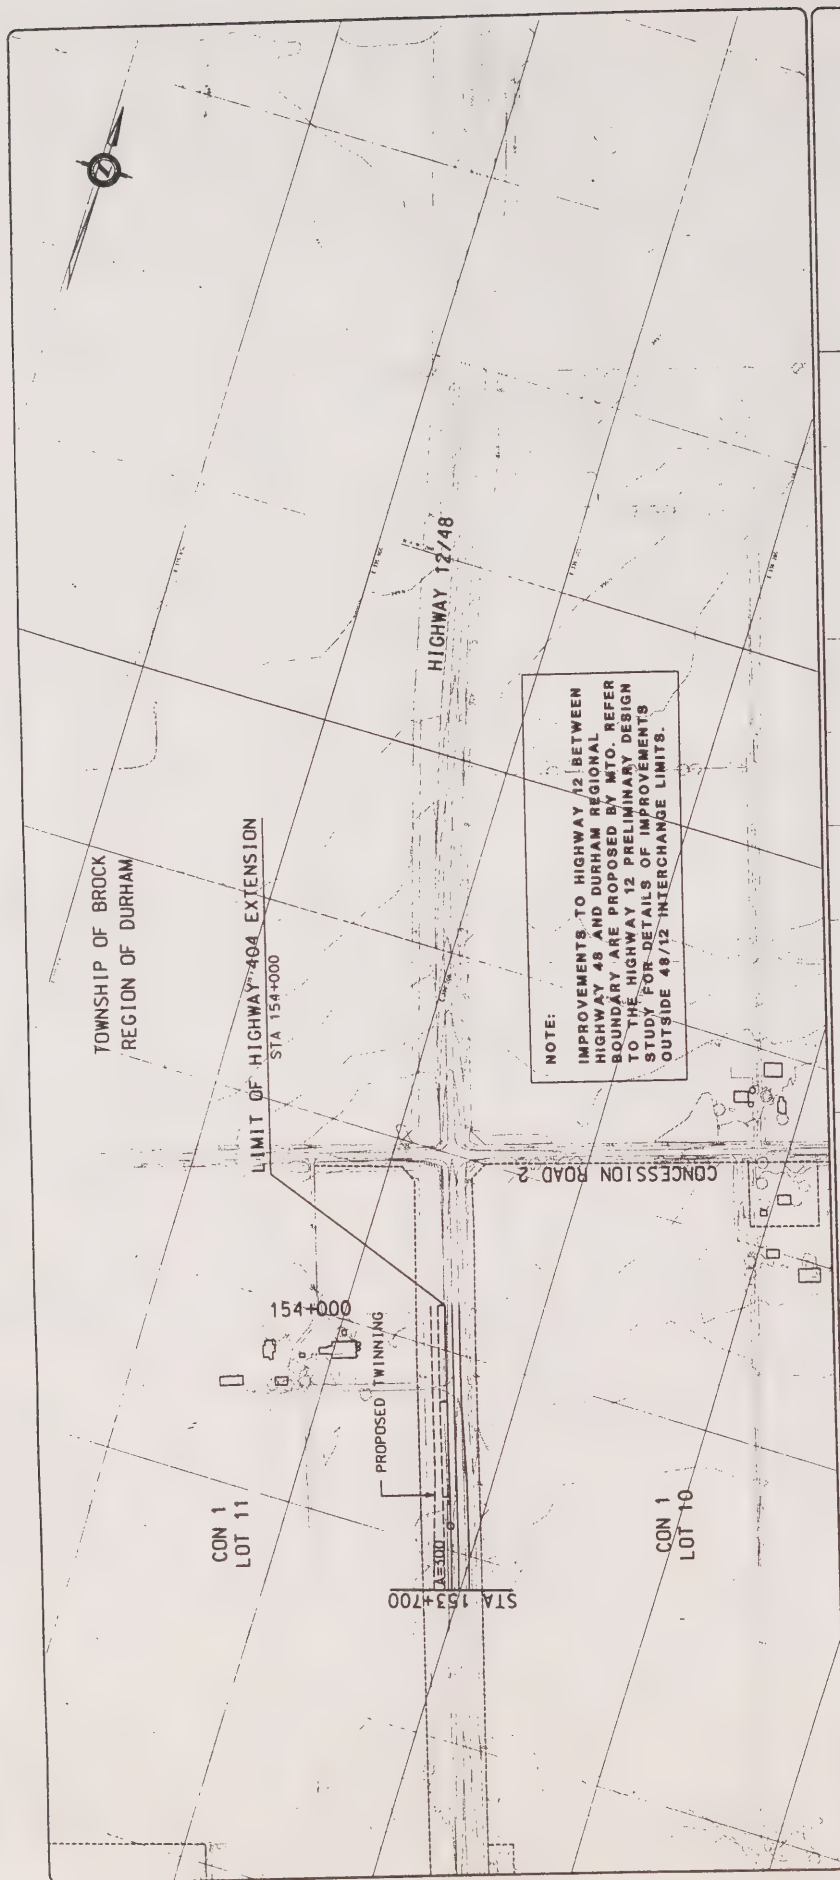 TOWNSHIP OF BROCK
REGION OF DURHAM
LIMIT OF HIGHWAY 404 EXTENSION
STA 154+000
HIGHWAY 12/48
NOTE:
IMPROVEMENTS TO HIGHWAY 12 BETWEEN
HIGHWAY 48 AND DURHAM REGIONAL
BOUNDARY ARE PROPOSED BY MTO. REFER
TO THE HIGHWAY 12 PRELIMINARY DESIGN
STUDY FOR DETAILS OF IMPROVEMENTS
OUTSIDE 48/12 INTERCHANGE LIMITS.
CONCESSION ROAD 2
154+000
PROPOSED TWINNING
CON 1
LOT 11
A=300
STA 153+700
CON 1
LOT 10